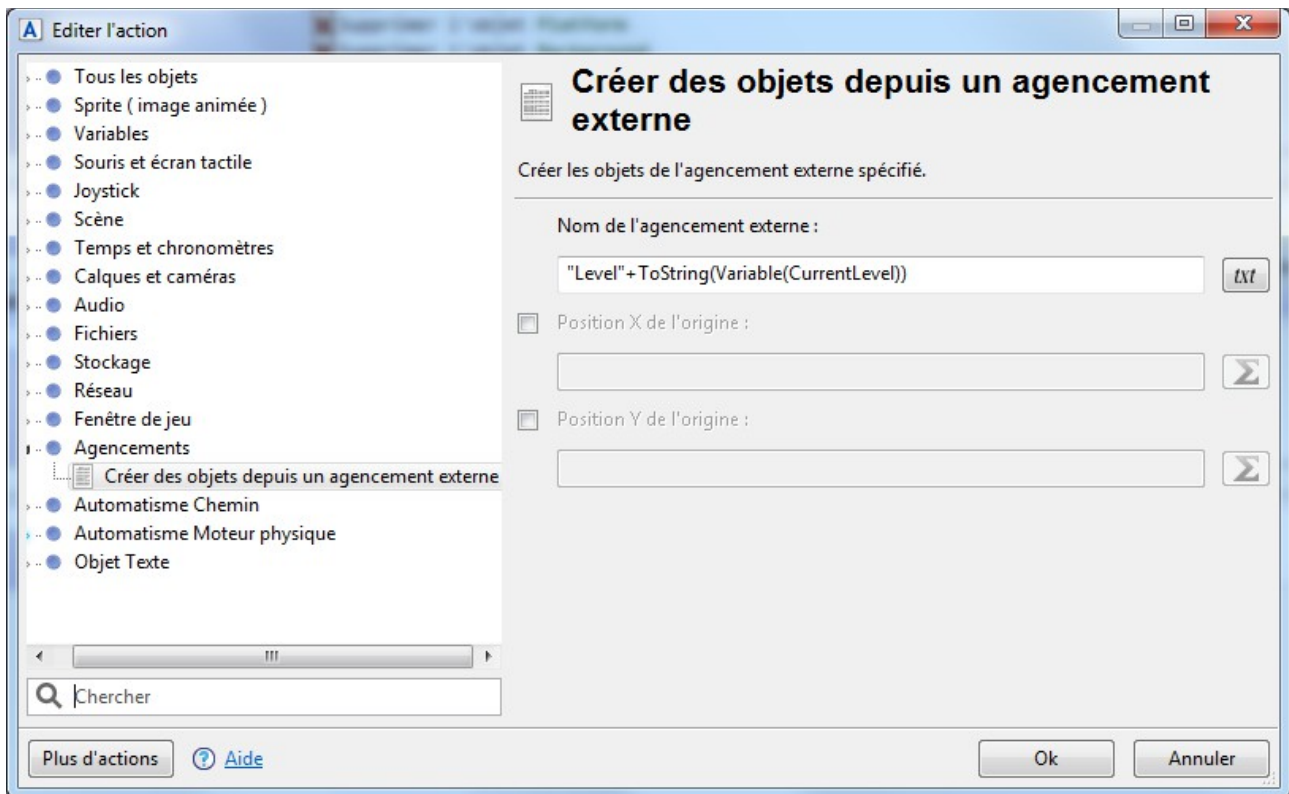 Editer l'action
Supprimer l'objet Platform
Tous les objets
Sprite ( image animée )
Variables
Souris et écran tactile
Joystick
Scène
Temps et chronomètres
Calques et caméras
Audio
Fichiers
Stockage
Réseau
Fenêtre de jeu
Agencements
Créer des objets depuis un agencement externe
Automatisme Chemin
Automatisme Moteur physique
Objet Texte
Chercher
Créer des objets depuis un agencement
externe
Créer les objets de l'agencement externe spécifié.
Nom de l'agencement externe :
"Level"+ToString(Variable(CurrentLevel))
txt
Position X de l'origine :
Σ
Position Y de l'origine :
Σ
Plus d'actions
Aide
Ok
Annuler